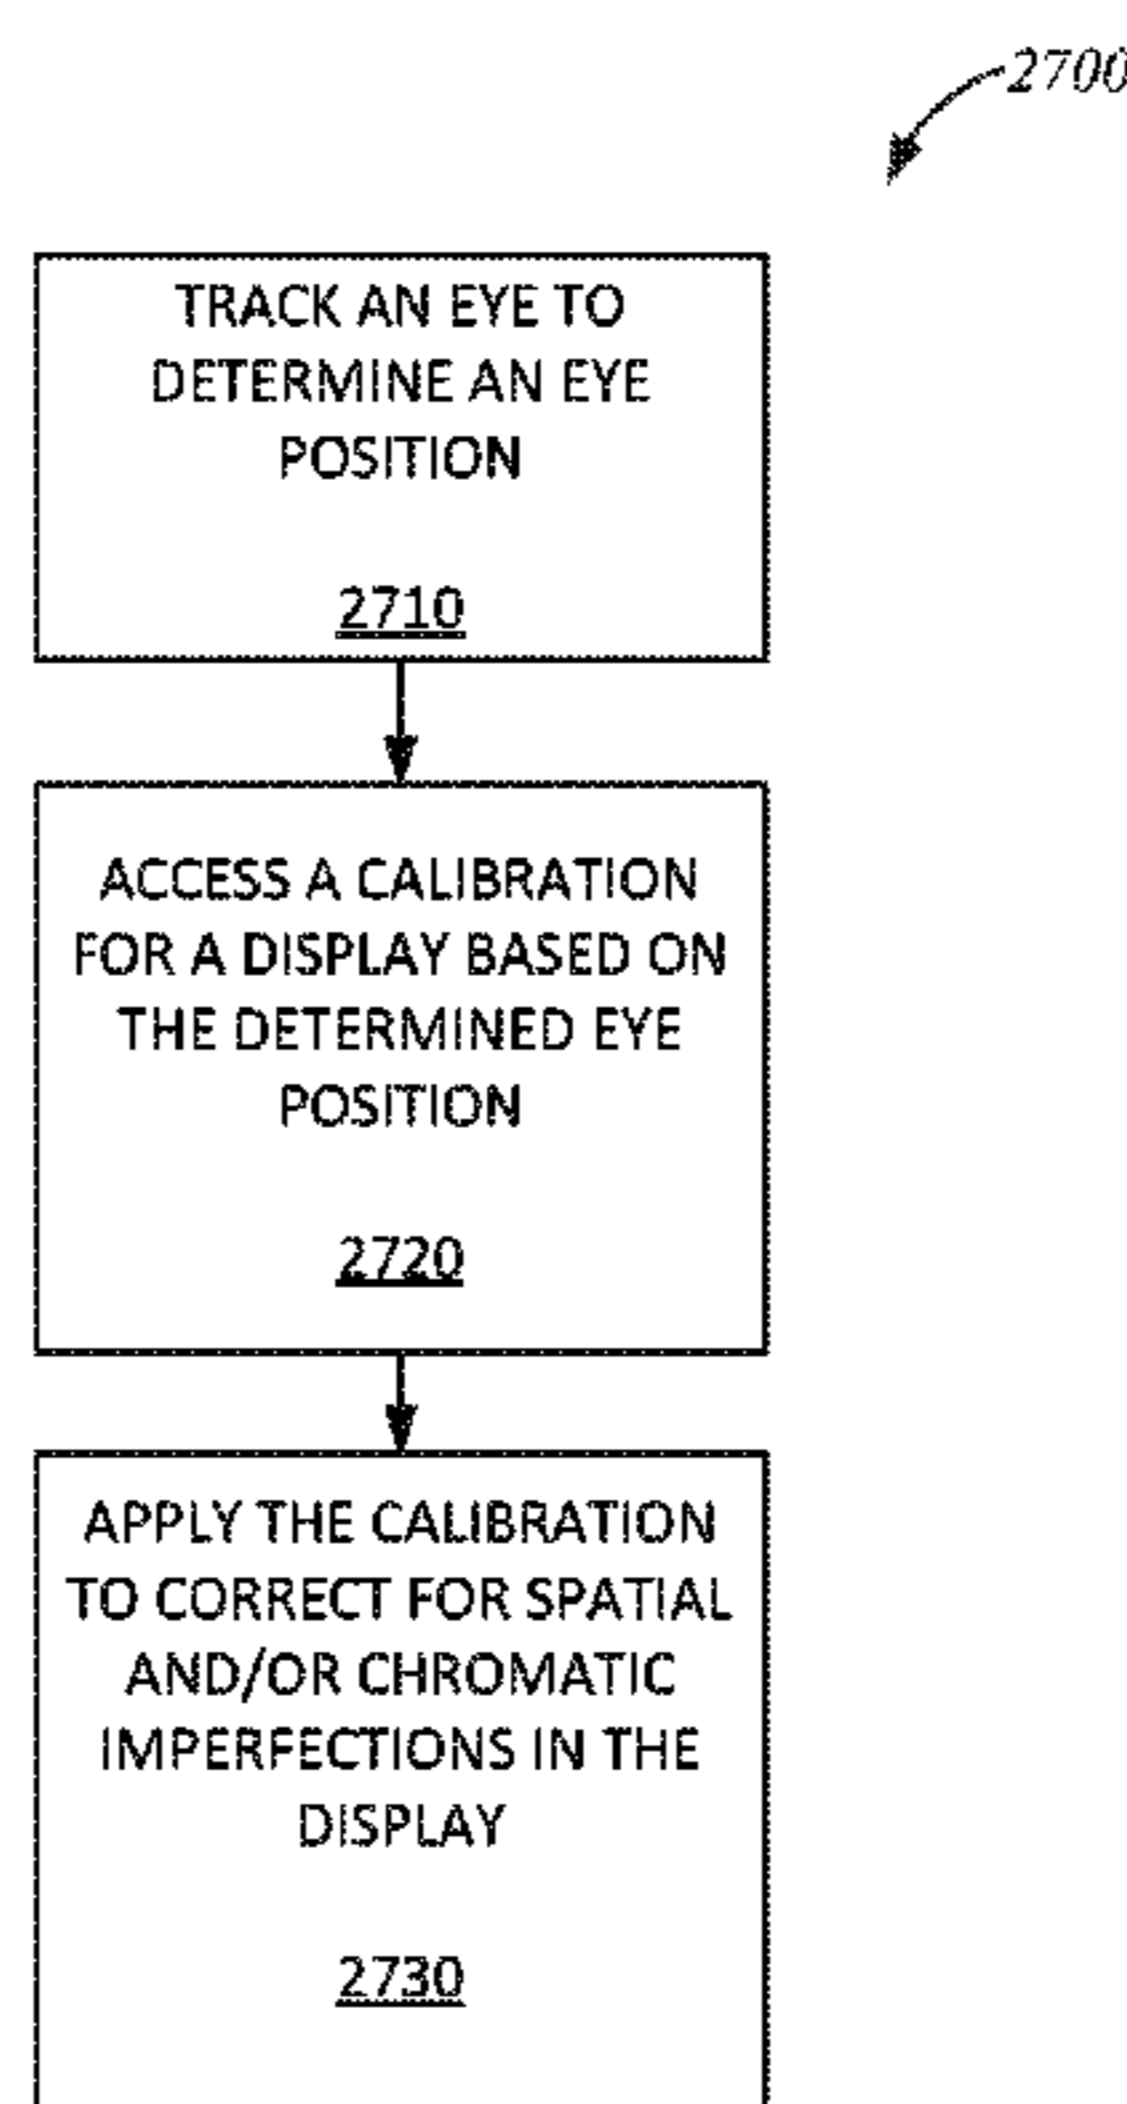 2700
TRACK AN EYE TO
DETERMINE AN EYE
POSITION
2710
ACCESS A CALIBRATION
FOR A DISPLAY BASED ON
THE DETERMINED EYE
POSITION
2720
APPLY THE CALIBRATION
TO CORRECT FOR SPATIAL
AND/OR CHROMATIC
IMPERFECTIONS IN THE
DISPLAY
2730